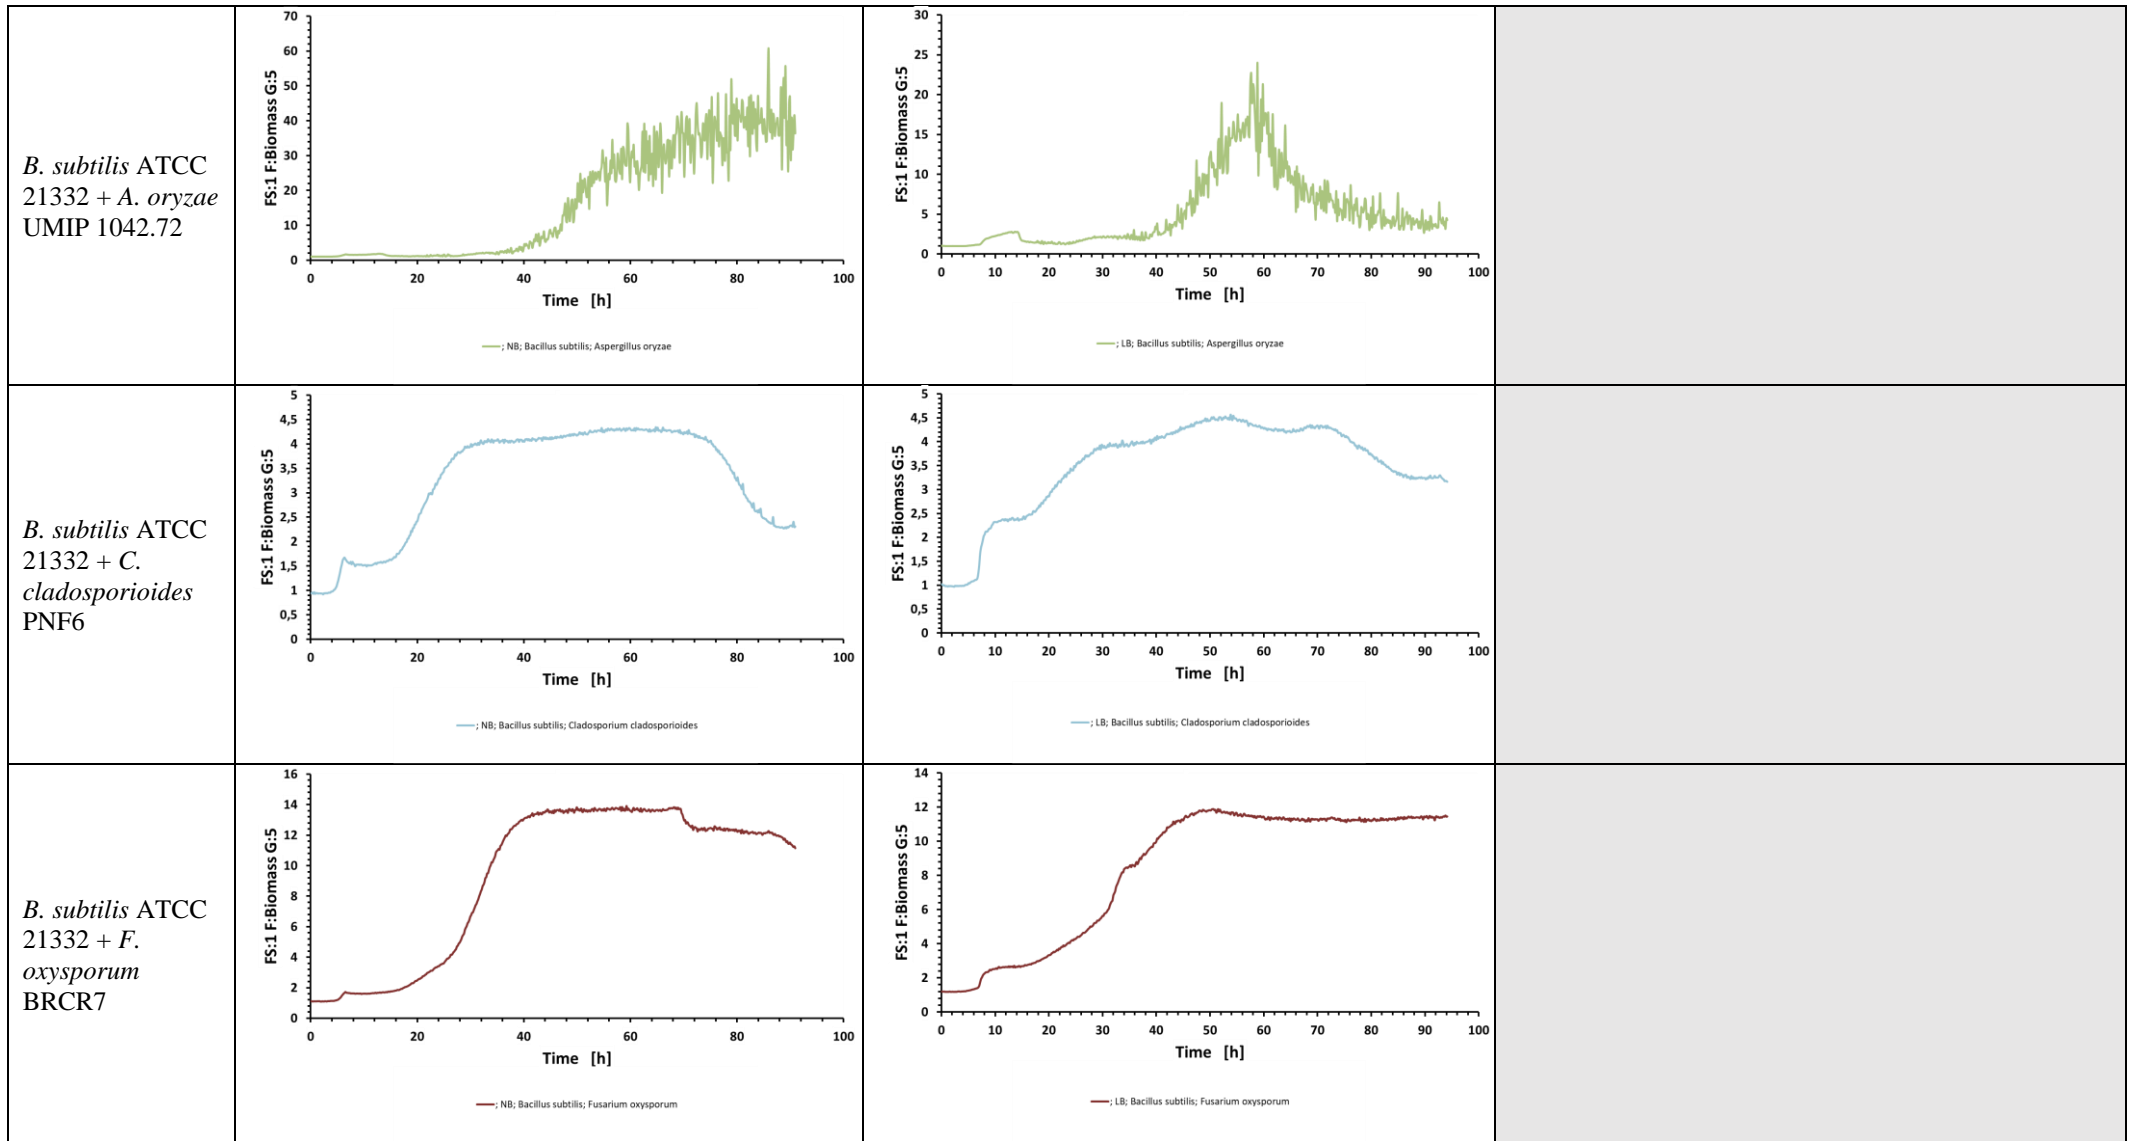 B. subtilis ATCC
21332 + A. oryzae
UMIP 1042.72
FS:1 F:Biomass G:5
70
60
50
40
30
20
10
0
0 20 40 60 80 100
Time [h]
; NB; Bacillus subtilis; Aspergillus oryzae
FS:1 F:Biomass G:5
30
25
20
15
10
5
0
0 10 20 30 40 50 60 70 80 90 100
Time [h]
; LB; Bacillus subtilis; Aspergillus oryzae
B. subtilis ATCC
21332 + C.
cladosporioides
PNF6
FS:1 F:Biomass G:5
5
4,5
4
3,5
3
2,5
2
1,5
1
0,5
0
0 20 40 60 80 100
Time [h]
; NB; Bacillus subtilis; Cladosporium cladosporioides
FS:1 F:Biomass G:5
5
4,5
4
3,5
3
2,5
2
1,5
1
0,5
0
0 10 20 30 40 50 60 70 80 90 100
Time [h]
; LB; Bacillus subtilis; Cladosporium cladosporioides
B. subtilis ATCC
21332 + F.
oxysporum
BRCR7
FS:1 F:Biomass G:5
16
14
12
10
8
6
4
2
0
0 20 40 60 80 100
Time [h]
; NB; Bacillus subtilis; Fusarium oxysporum
FS:1 F:Biomass G:5
14
12
10
8
6
4
2
0
0 10 20 30 40 50 60 70 80 90 100
Time [h]
; LB; Bacillus subtilis; Fusarium oxysporum